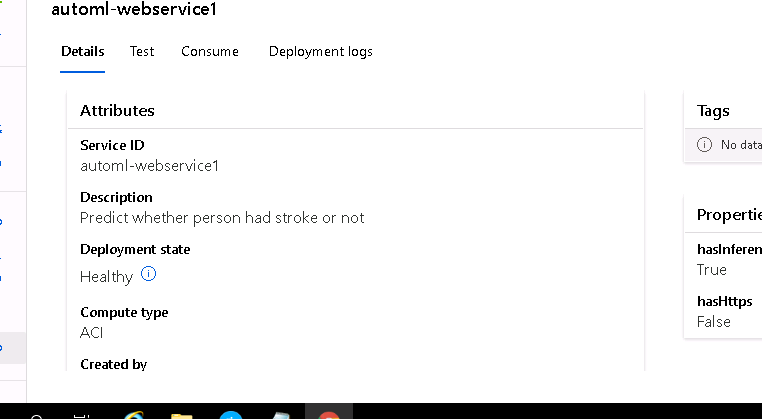 automl-webservice1
Details Test Consume Deployment logs
Attributes
Service ID
automl-webservice1
Description
Predict whether person had stroke or not
Deployment state
Healthy
Compute type
ACI
Created by
Tags
No data
Propertie
hasInferen
True
hasHttps
False